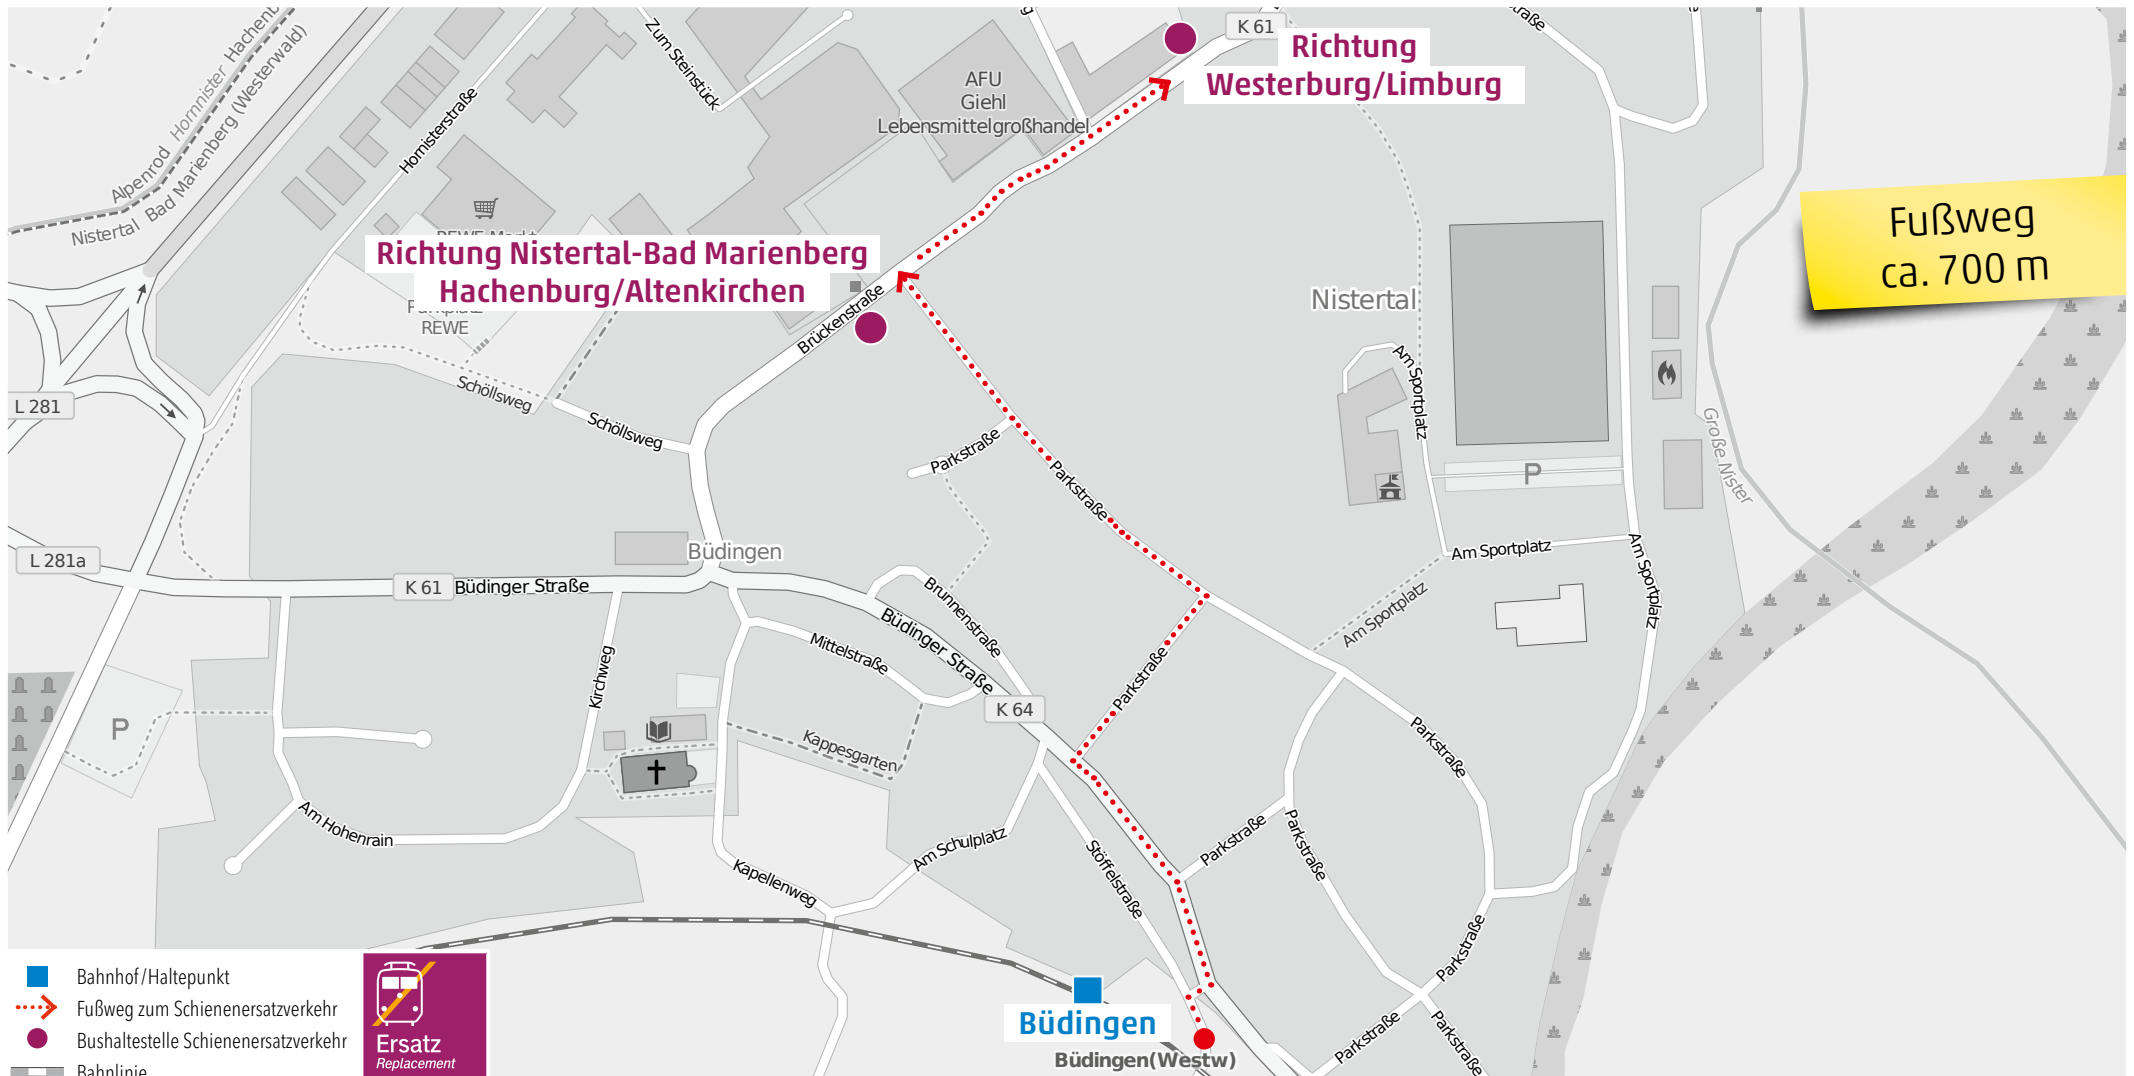 K 61
Richtung
Westerburg/Limburg
Zum Steinstück
Hornister
Alpenrod
Nistertal
Bad Marienberg (Westerwald)
Hornisterstraße
AFU
Giehl
Lebensmittelgroßhandel
Fußweg
ca. 700 m
Richtung Nistertal-Bad Marienberg
Hachenburg/Altenkirchen
REWE
Brückenstraße
Nistertal
Am Sportplatz
Schöllsweg
Schöllsweg
L 281
Parkstraße
Parkstraße
P
Große Nister
L 281a
Büdingen
K 61
Büdinger Straße
Am Sportplatz
Am Sportplatz
Am Sportplatz
Brunnenstraße
Büdinger Straße
Mittelstraße
Kirchweg
Parkstraße
K 64
P
Kappesgarten
Parkstraße
Am Hohenrain
Parkstraße
Parkstraße
Am Schulplatz
Stöffelstraße
Kapellenweg
Parkstraße
Parkstraße
Parkstraße
Büdingen
Büdingen(Westw)
Bahnhof/Haltepunkt
Fußweg zum Schienenersatzverkehr
Bushaltestelle Schienenersatzverkehr
Bahnlinie
Ersatz
Replacement